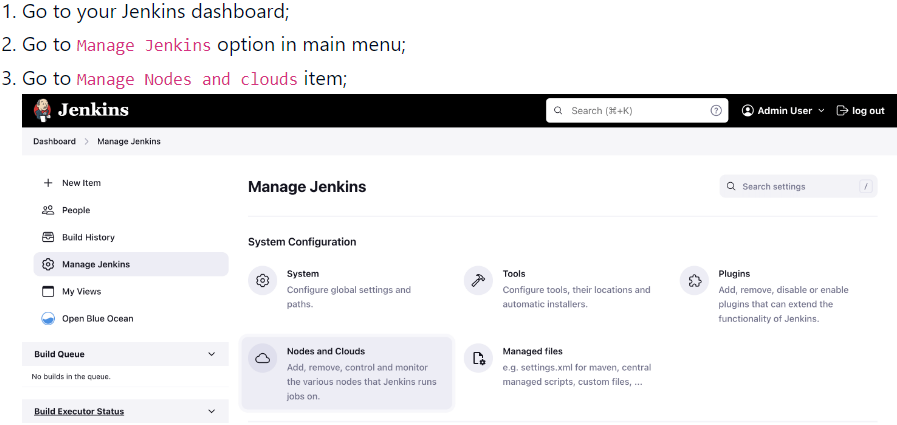 1. Go to your Jenkins dashboard;
2. Go to Manage Jenkins option in main menu;
3. Go to Manage Nodes and clouds item;
Jenkins
Search (⌘+K)
?
Admin User
log out
Dashboard > Manage Jenkins
New Item
People
Build History
Manage Jenkins
My Views
Open Blue Ocean
Build Queue
No builds in the queue.
Build Executor Status
Manage Jenkins
Search settings
/
System Configuration
System
Configure global settings and
paths.
Tools
Configure tools, their locations and
automatic installers.
Plugins
Add, remove, disable or enable
plugins that can extend the
functionality of Jenkins.
Nodes and Clouds
Add, remove, control and monitor
the various nodes that Jenkins runs
jobs on.
Managed files
e.g. settings.xml for maven, central
managed scripts, custom files, ...